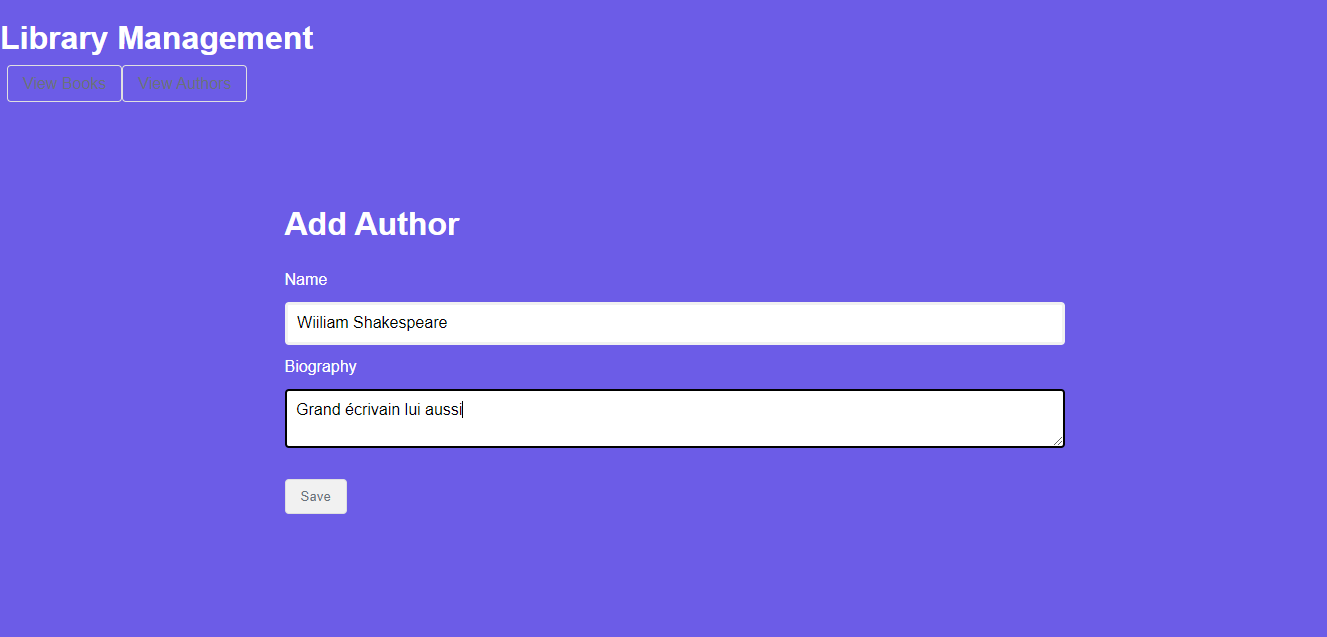 Library Management
View Books View Authors
Add Author
Name
Wiiliam Shakespeare
Biography
Grand écrivain lui aussi
Save